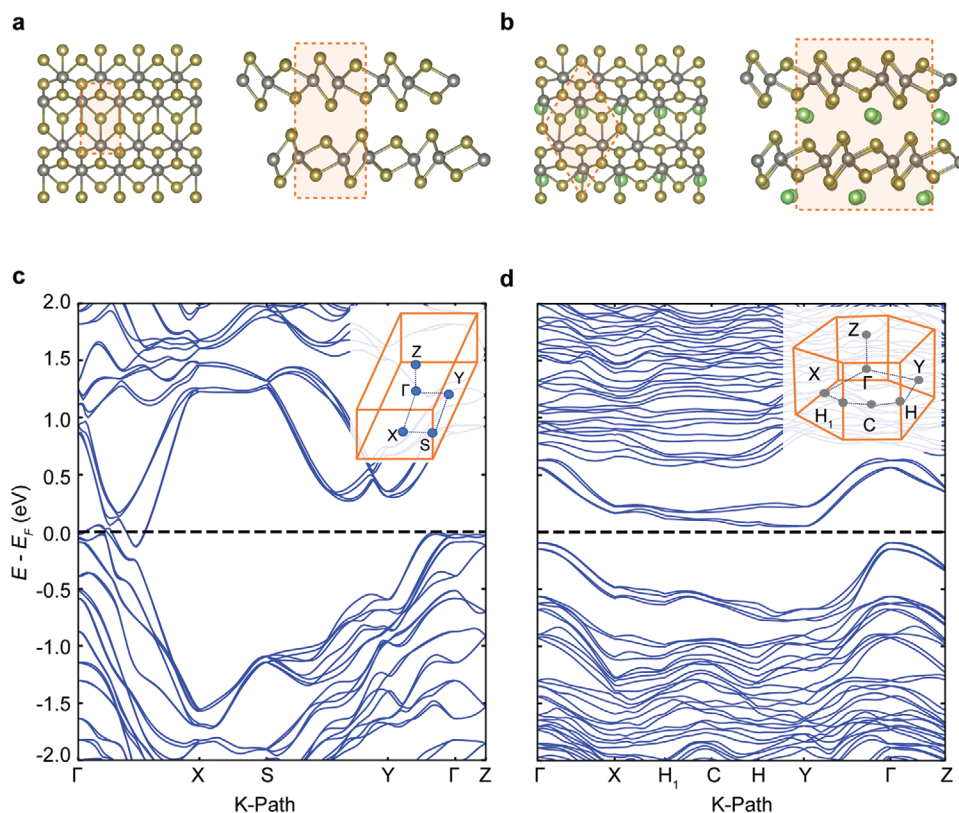 a
b
c
d
2.0
1.5
1.0
0.5
0.0
-0.5
-1.0
-1.5
-2.0
E - E_F (eV)
Z
Γ
Y
X
S
Γ X S Y Γ Z
K-Path
Z
X
Γ
Y
H₁
C
H
Γ X H₁ C H Y Γ Z
K-Path